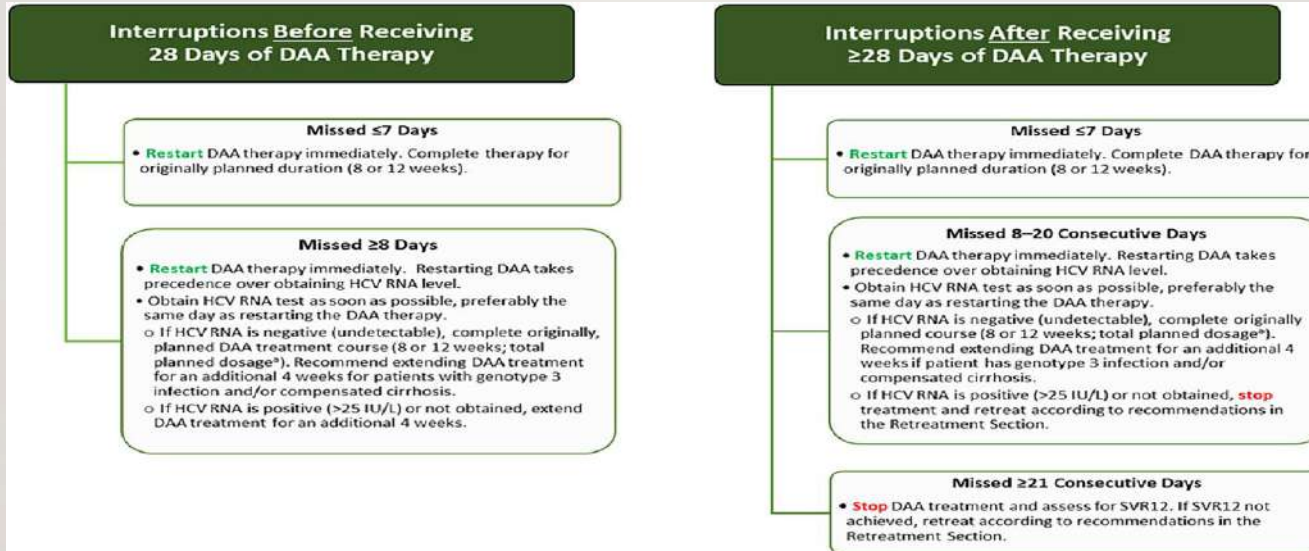 Interruptions Before Receiving
28 Days of DAA Therapy
Missed ≤7 Days
• Restart DAA therapy immediately. Complete therapy for
originally planned duration (8 or 12 weeks).
Missed ≥8 Days
• Restart DAA therapy immediately. Restarting DAA takes
precedence over obtaining HCV RNA level.
• Obtain HCV RNA test as soon as possible, preferably the
same day as restarting the DAA therapy.
o If HCV RNA is negative (undetectable), complete originally,
planned DAA treatment course (8 or 12 weeks; total
planned dosage*). Recommend extending DAA treatment
for an additional 4 weeks for patients with genotype 3
infection and/or compensated cirrhosis.
o If HCV RNA is positive (>25 IU/L) or not obtained, extend
DAA treatment for an additional 4 weeks.
Interruptions After Receiving
≥28 Days of DAA Therapy
Missed ≤7 Days
• Restart DAA therapy immediately. Complete DAA therapy for
originally planned duration (8 or 12 weeks).
Missed 8–20 Consecutive Days
• Restart DAA therapy immediately. Restarting DAA takes
precedence over obtaining HCV RNA level.
• Obtain HCV RNA test as soon as possible, preferably the
same day as restarting the DAA therapy.
o If HCV RNA is negative (undetectable), complete originally
planned course (8 or 12 weeks; total planned dosage*).
Recommend extending DAA treatment for an additional 4
weeks if patient has genotype 3 infection and/or
compensated cirrhosis.
o If HCV RNA is positive (>25 IU/L) or not obtained, stop
treatment and retreat according to recommendations in
the Retreatment Section.
Missed ≥21 Consecutive Days
• Stop DAA treatment and assess for SVR12. If SVR12 not
achieved, retreat according to recommendations in the
Retreatment Section.